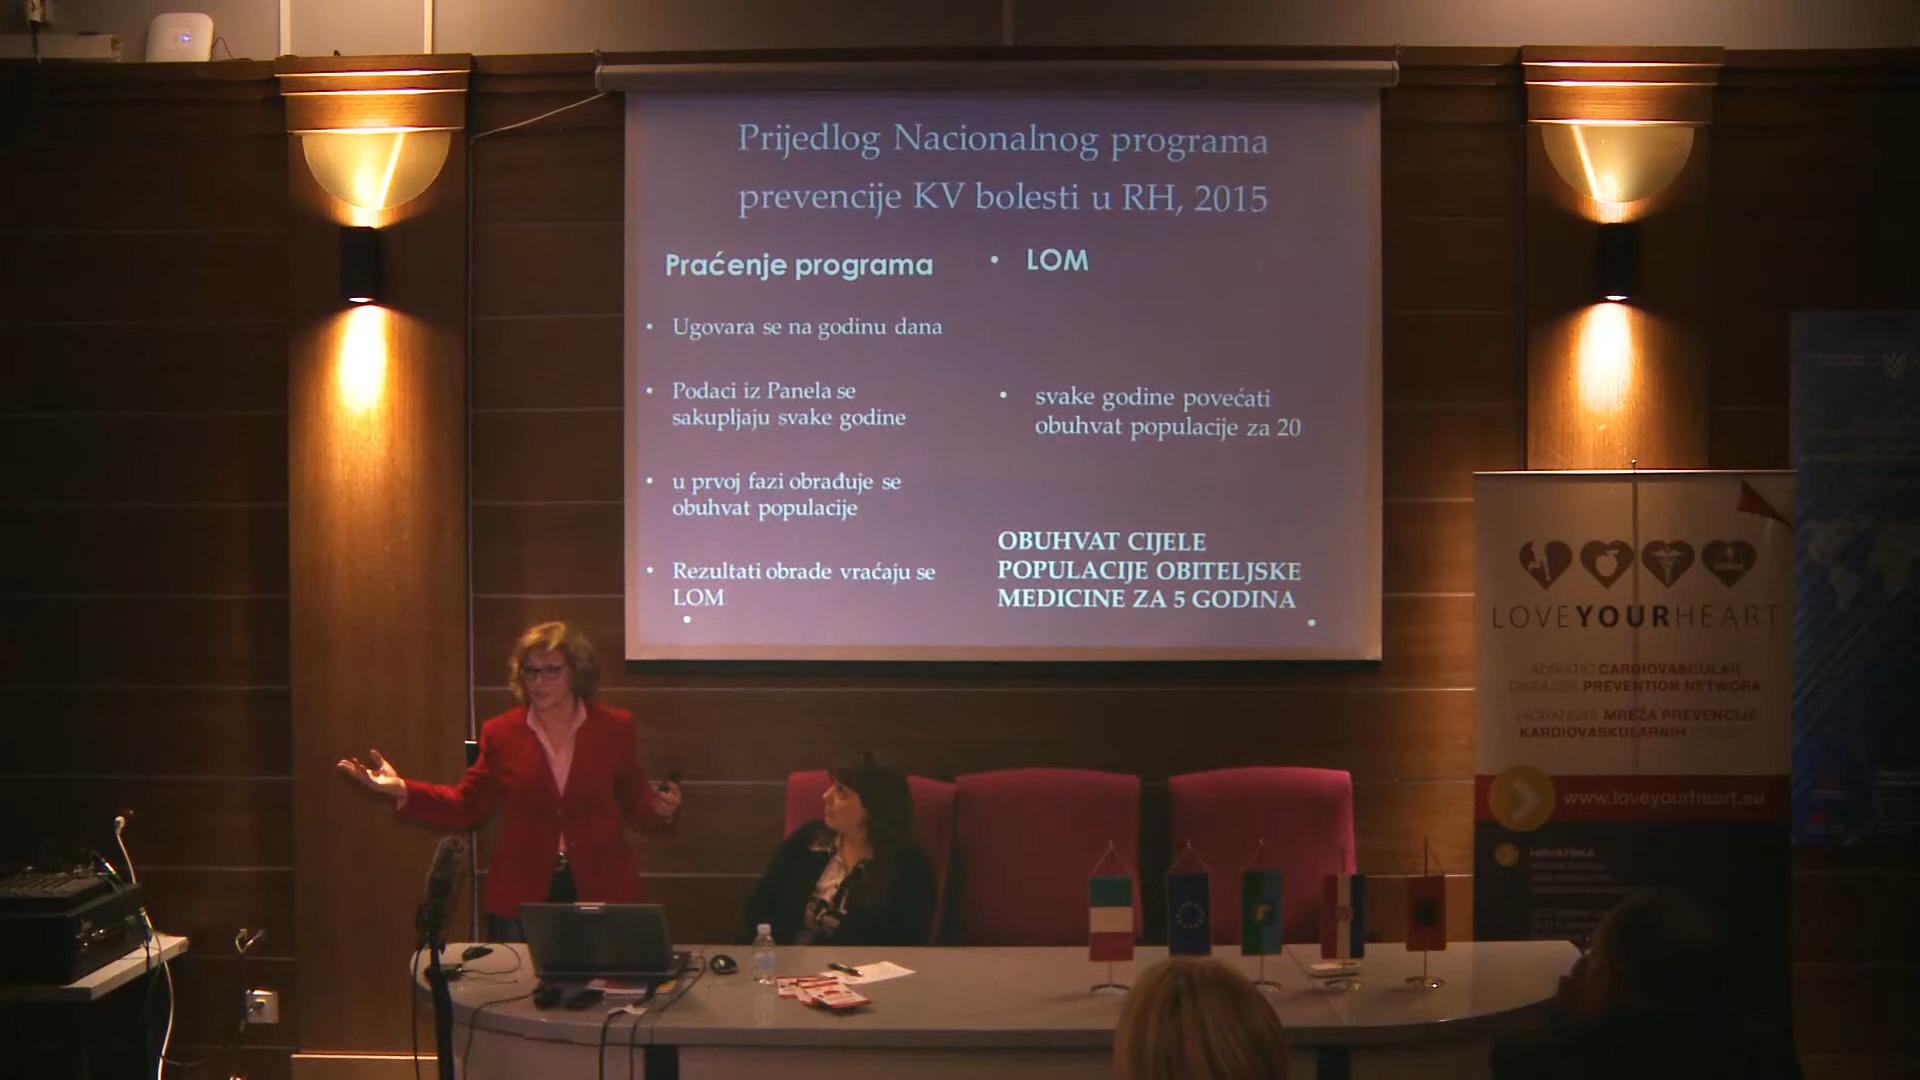 Prijedlog Nacionalnog programa
prevencije KV bolesti u RH, 2015
Praćenje programa
• Ugovara se na godinu dana
• Podaci iz Panela se
sakupljaju svake godine
• u prvoj fazi obrađuje se
obuhvat populacije
• Rezultati obrade vraćaju se
LOM
• LOM
• svake godine povećati
obuhvat populacije za 20
OBUHVAT CIJELE
POPULACIJE OBITELJSKE
MEDICINE ZA 5 GODINA
LOVEYOURHEART
ADRIATIC CARDIOVASCULAR
DISEASES PREVENTION NETWORK
JADRANSKA MREŽA PREVENCIJE
KARDIOVASKULARNIH
www.loveyourheart.eu
HRVATSKA